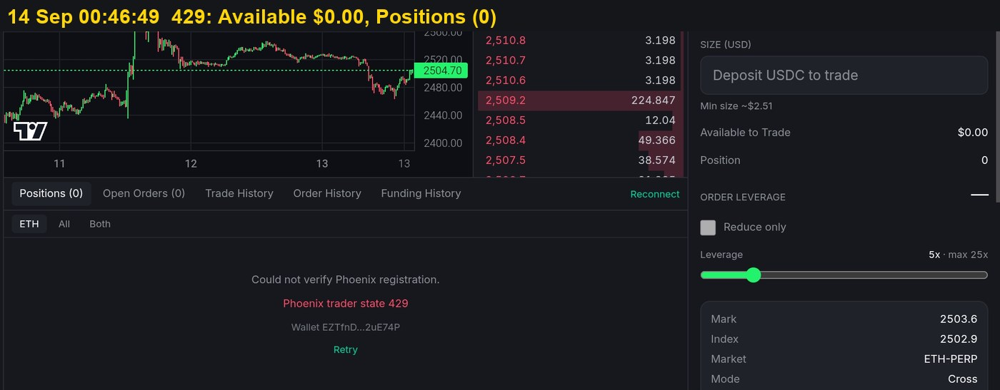 14 Sep 00:46:49 429: Available $0.00, Positions (0)
2560.00
2520.00
2504.70
2480.00
2440.00
2400.00
11 12 13 13
2,510.8 3.198
2,510.7 3.198
2,510.6 3.198
2,509.2 224.847
2,508.5 12.04
2,508.4 49.366
2,507.5 38.574
Positions (0) Open Orders (0) Trade History Order History Funding History Reconnect
ETH All Both
Could not verify Phoenix registration.
Phoenix trader state 429
Wallet EZTfnD...2uE74P
Retry
SIZE (USD)
Deposit USDC to trade
Min size ~$2.51
Available to Trade $0.00
Position 0
ORDER LEVERAGE —
Reduce only
Leverage 5x · max 25x
Mark 2503.6
Index 2502.9
Market ETH-PERP
Mode Cross